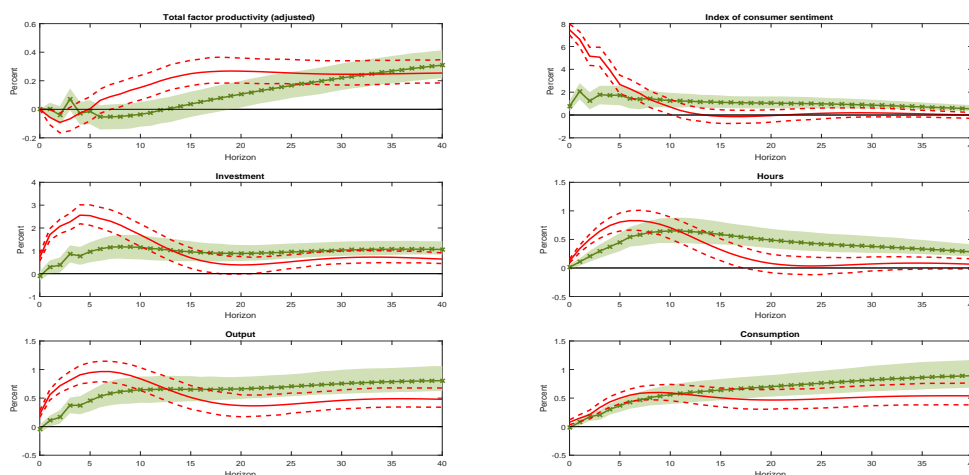 Total factor productivity (adjusted)
Percent
0.6
0.4
0.2
0
-0.2
0 5 10 15 20 25 30 35 40
Horizon
Index of consumer sentiment
Percent
8
6
4
2
0
-2
0 5 10 15 20 25 30 35 40
Horizon
Investment
Percent
4
3
2
1
0
-1
0 5 10 15 20 25 30 35 40
Horizon
Hours
Percent
1.5
1
0.5
0
-0.5
0 5 10 15 20 25 30 35 40
Horizon
Output
Percent
1.5
1
0.5
0
-0.5
0 5 10 15 20 25 30 35 40
Horizon
Consumption
Percent
1.5
1
0.5
0
-0.5
0 5 10 15 20 25 30 35 40
Horizon